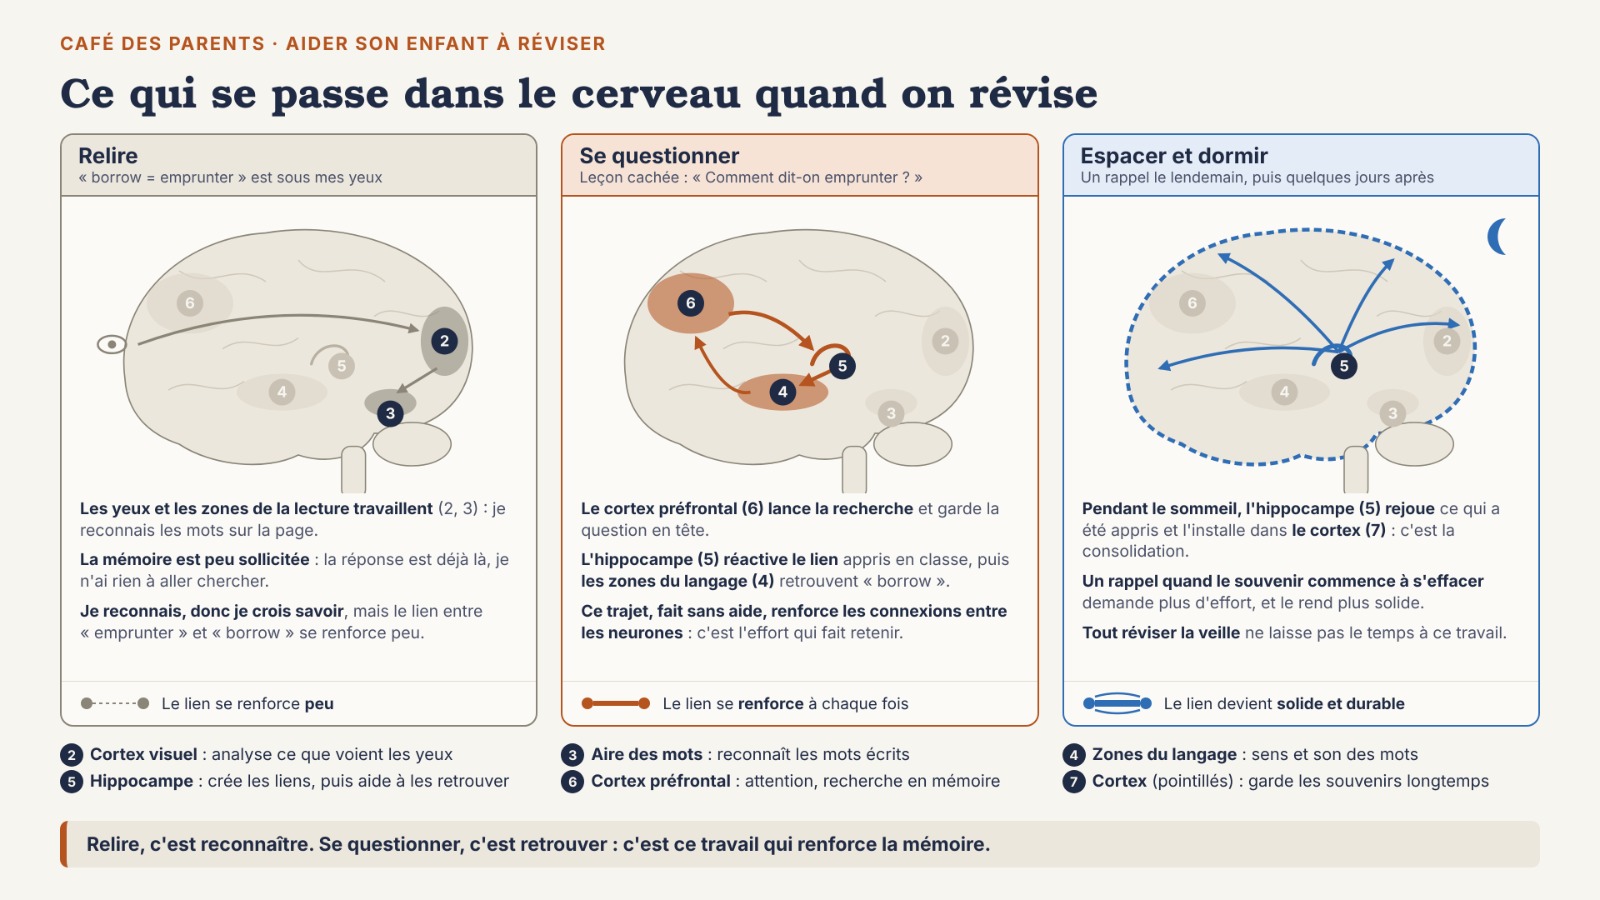 CAFÉ DES PARENTS · AIDER SON ENFANT À RÉVISER
Ce qui se passe dans le cerveau quand on révise
Relire
« borrow = emprunter » est sous mes yeux
6
2
5
4
3
Les yeux et les zones de la lecture travaillent (2, 3) : je
reconnais les mots sur la page.
La mémoire est peu sollicitée : la réponse est déjà là, je
n'ai rien à aller chercher.
Je reconnais, donc je crois savoir, mais le lien entre
« emprunter » et « borrow » se renforce peu.
Le lien se renforce peu
Se questionner
Leçon cachée : « Comment dit-on emprunter ? »
6
2
5
4
3
Le cortex préfrontal (6) lance la recherche et garde la
question en tête.
L'hippocampe (5) réactive le lien appris en classe, puis
les zones du langage (4) retrouvent « borrow ».
Ce trajet, fait sans aide, renforce les connexions entre
les neurones : c'est l'effort qui fait retenir.
Le lien se renforce à chaque fois
Espacer et dormir
Un rappel le lendemain, puis quelques jours après
6
2
5
4
3
Pendant le sommeil, l'hippocampe (5) rejoue ce qui a
été appris et l'installe dans le cortex (7) : c'est la
consolidation.
Un rappel quand le souvenir commence à s'effacer
demande plus d'effort, et le rend plus solide.
Tout réviser la veille ne laisse pas le temps à ce travail.
Le lien devient solide et durable
2 Cortex visuel : analyse ce que voient les yeux
3 Aire des mots : reconnaît les mots écrits
4 Zones du langage : sens et son des mots
5 Hippocampe : crée les liens, puis aide à les retrouver
6 Cortex préfrontal : attention, recherche en mémoire
7 Cortex (pointillés) : garde les souvenirs longtemps
Relire, c'est reconnaître. Se questionner, c'est retrouver : c'est ce travail qui renforce la mémoire.